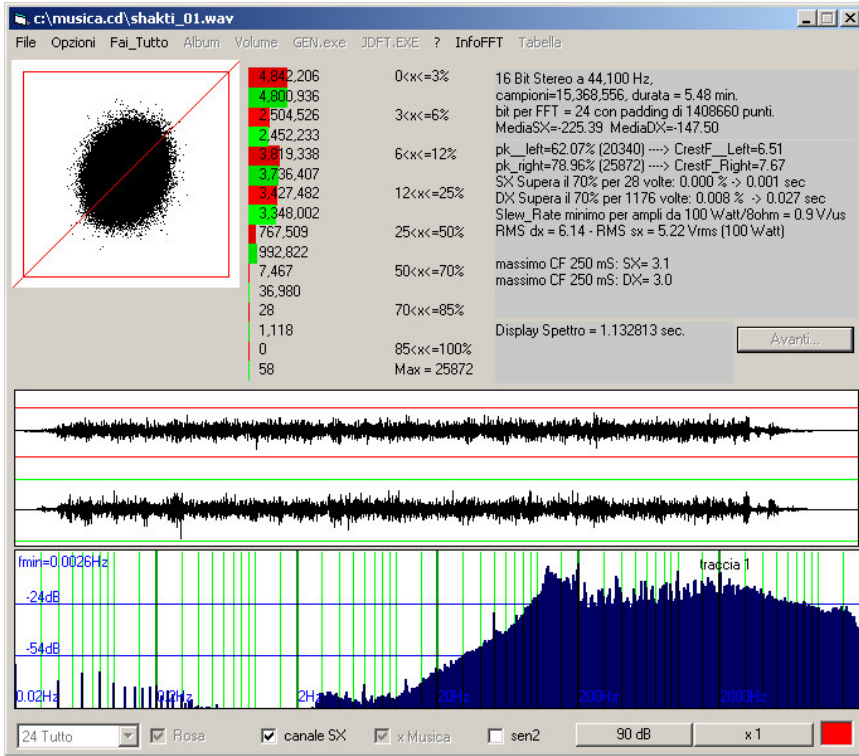 c:\musica.cd\shakti_01.wav
File Opzioni Fai_Tutto Album Volume GEN.exe JDFT.EXE ? InfoFFT Tabella
4,842,206 0<x<=3%
4,800,936
2,504,526 3<x<=6%
2,452,233
3,819,338 6<x<=12%
3,736,407
3,427,482 12<x<=25%
3,348,002
767,509 25<x<=50%
992,822
7,467 50<x<=70%
36,980
28 70<x<=85%
1,118
0 85<x<=100%
58 Max = 25872
16 Bit Stereo a 44,100 Hz,
campioni=15,368,556, durata = 5.48 min.
bit per FFT = 24 con padding di 1408660 punti.
MediaSX=-225.39 MediaDX=-147.50
pk__left=62.07% (20340) ----> CrestF__Left=6.51
pk_right=78.96% (25872) ----> CrestF_Right=7.67
SX Supera il 70% per 28 volte: 0.000 % -> 0.001 sec
DX Supera il 70% per 1176 volte: 0.008 % -> 0.027 sec
Slew_Rate minimo per ampli da 100 Watt/8ohm = 0.9 V/us
RMS dx = 6.14 - RMS sx = 5.22 Vrms (100 Watt)
massimo CF 250 mS: SX= 3.1
massimo CF 250 mS: DX= 3.0
Display Spettro = 1.132813 sec.
Avanti...
fmin=0.0026Hz
traccia 1
-24dB
-54dB
0.02Hz 0.2Hz 2Hz 20Hz 200Hz 2000Hz
24 Tutto Rosa canale SX x Musica sen2 90 dB x 1